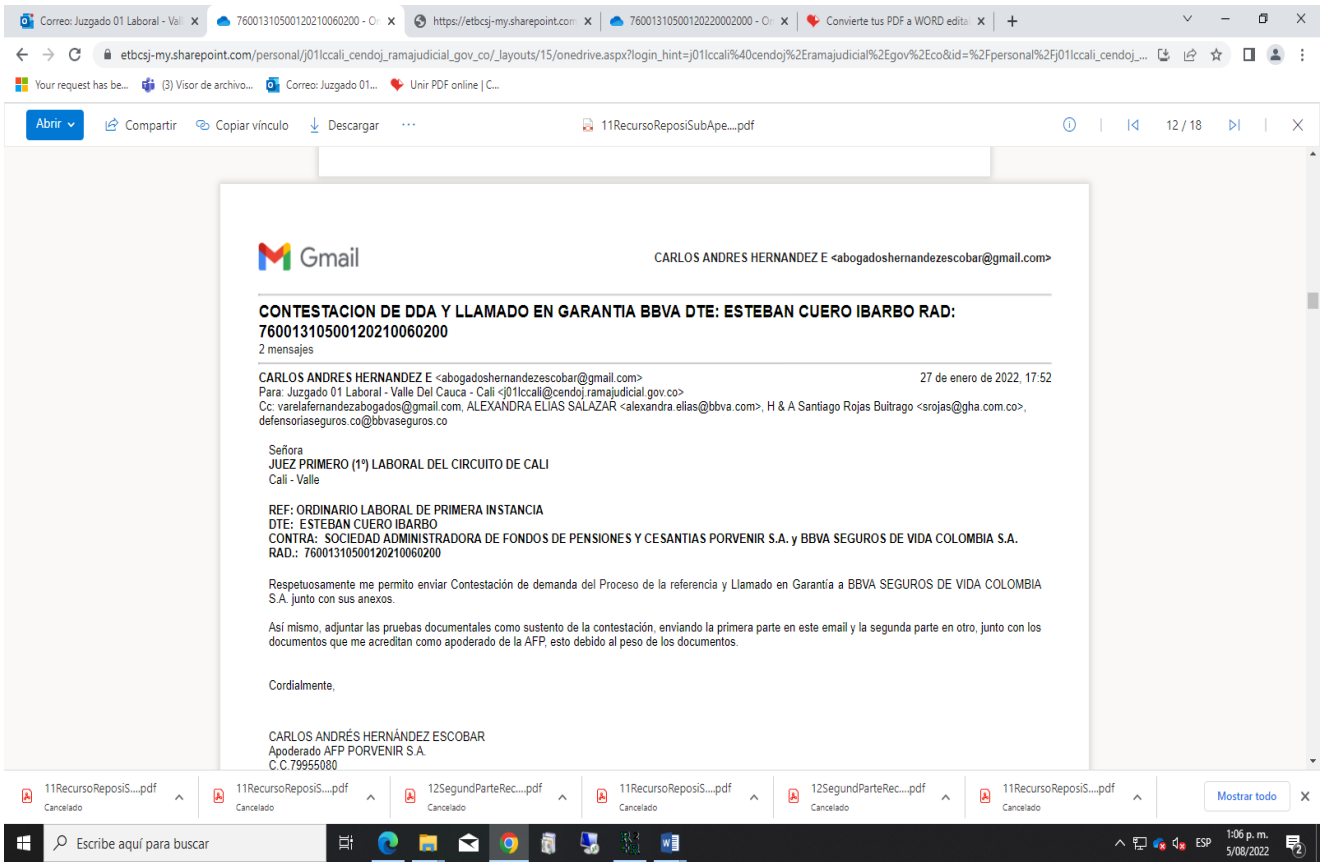 Correo: Juzgado 01 Laboral - Val
76001310500120210060200 - O
https://etbcsj-my.sharepoint.com
76001310500120220002000 - O
Convierte tus PDF a WORD edita
etbcsj-my.sharepoint.com/personal/j01lccali_cendoj_ramajudicial_gov_co/_layouts/15/onedrive.aspx?login_hint=j01lccali%40cendoj%2Eramajudicial%2Egov%2Eco&id=%2Fpersonal%2Fj01lccali_cendoj_...
Your request has be...
(3) Visor de archivo...
Correo: Juzgado 01...
Unir PDF online | C...
Abrir
Compartir
Copiar vínculo
Descargar
11RecursoReposiSubApe....pdf
12 / 18
Gmail
CARLOS ANDRES HERNANDEZ E <abogadoshernandezescobar@gmail.com>
CONTESTACION DE DDA Y LLAMADO EN GARANTIA BBVA DTE: ESTEBAN CUERO IBARBO RAD:
76001310500120210060200
2 mensajes
CARLOS ANDRES HERNANDEZ E <abogadoshernandezescobar@gmail.com> 27 de enero de 2022, 17:52
Para: Juzgado 01 Laboral - Valle Del Cauca - Cali <j01lccali@cendoj.ramajudicial.gov.co>
Cc: varelafernandezabogados@gmail.com, ALEXANDRA ELIAS SALAZAR <alexandra.elias@bbva.com>, H & A Santiago Rojas Buitrago <srojas@gha.com.co>,
defensoriaseguros.co@bbvaseguros.co
Señora
JUEZ PRIMERO (1º) LABORAL DEL CIRCUITO DE CALI
Cali - Valle
REF: ORDINARIO LABORAL DE PRIMERA INSTANCIA
DTE: ESTEBAN CUERO IBARBO
CONTRA: SOCIEDAD ADMINISTRADORA DE FONDOS DE PENSIONES Y CESANTIAS PORVENIR S.A. y BBVA SEGUROS DE VIDA COLOMBIA S.A.
RAD.: 76001310500120210060200
Respetuosamente me permito enviar Contestación de demanda del Proceso de la referencia y Llamado en Garantía a BBVA SEGUROS DE VIDA COLOMBIA
S.A. junto con sus anexos.
Así mismo, adjuntar las pruebas documentales como sustento de la contestación, enviando la primera parte en este email y la segunda parte en otro, junto con los
documentos que me acreditan como apoderado de la AFP, esto debido al peso de los documentos.
Cordialmente,
CARLOS ANDRÉS HERNÁNDEZ ESCOBAR
Apoderado AFP PORVENIR S.A.
C.C.79955080
11RecursoReposiS....pdf
Cancelado
11RecursoReposiS....pdf
Cancelado
12SegundParteRec....pdf
Cancelado
11RecursoReposiS....pdf
Cancelado
12SegundParteRec....pdf
Cancelado
11RecursoReposiS....pdf
Cancelado
Mostrar todo
Escribe aquí para buscar
ESP
1:06 p. m.
5/08/2022
2